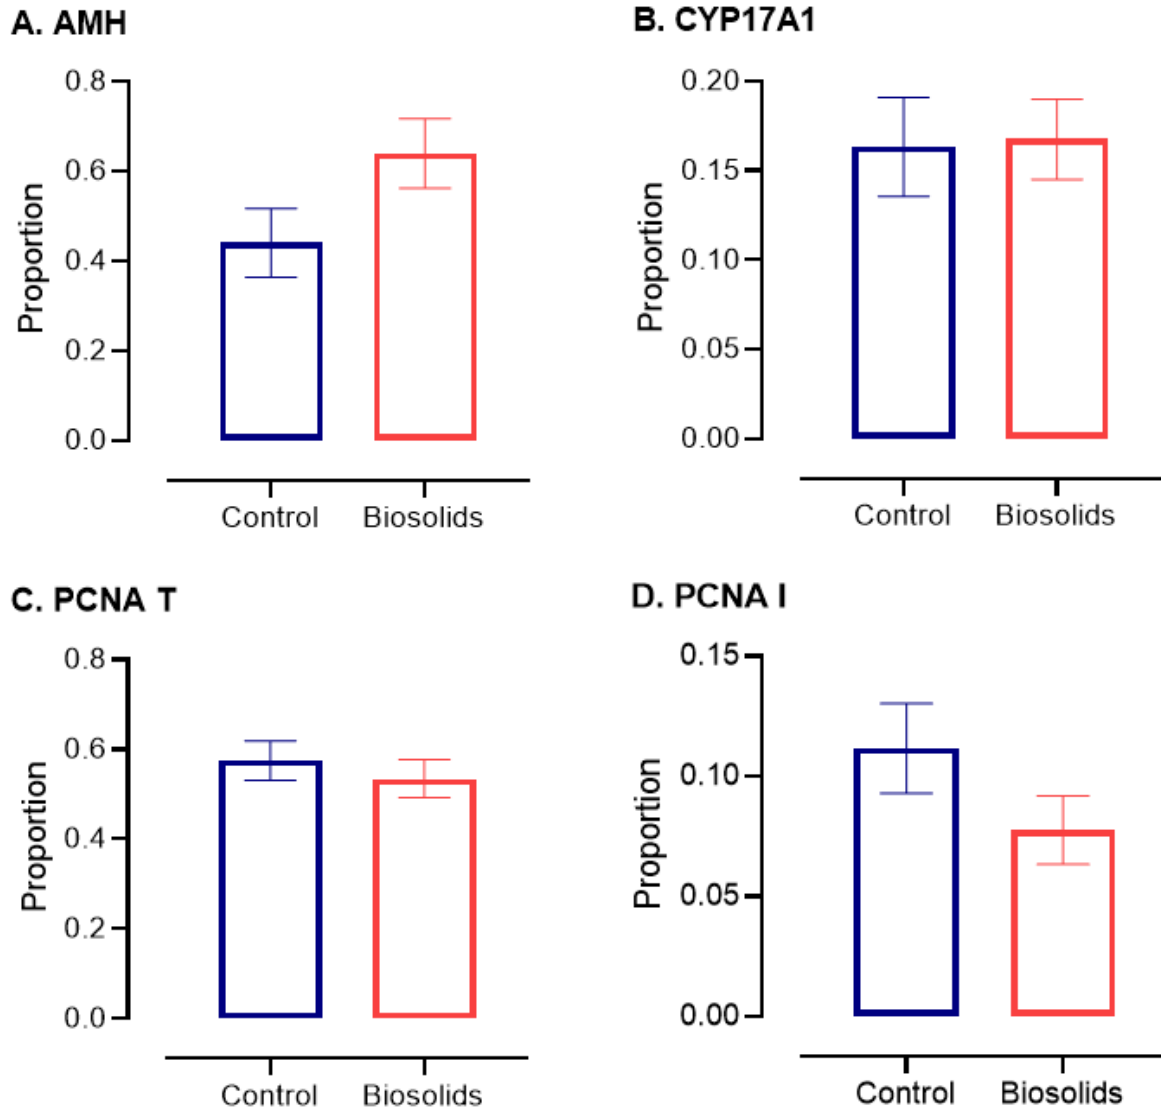 A. AMH
0.8
0.6
0.4
0.2
0.0
Proportion
Control Biosolids
B. CYP17A1
0.20
0.15
0.10
0.05
0.00
Proportion
Control Biosolids
C. PCNA T
0.8
0.6
0.4
0.2
0.0
Proportion
Control Biosolids
D. PCNA I
0.15
0.10
0.05
0.00
Proportion
Control Biosolids